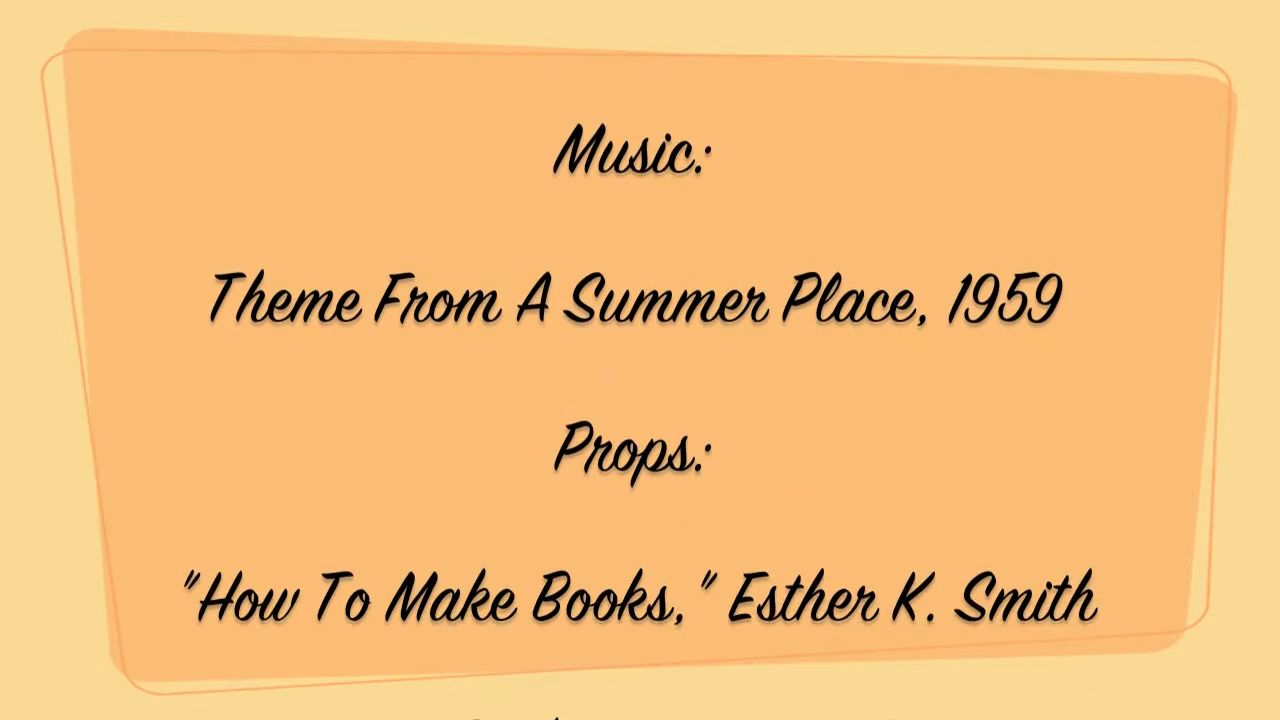 Music:
Theme From A Summer Place, 1959
Props:
"How To Make Books," Esther K. Smith